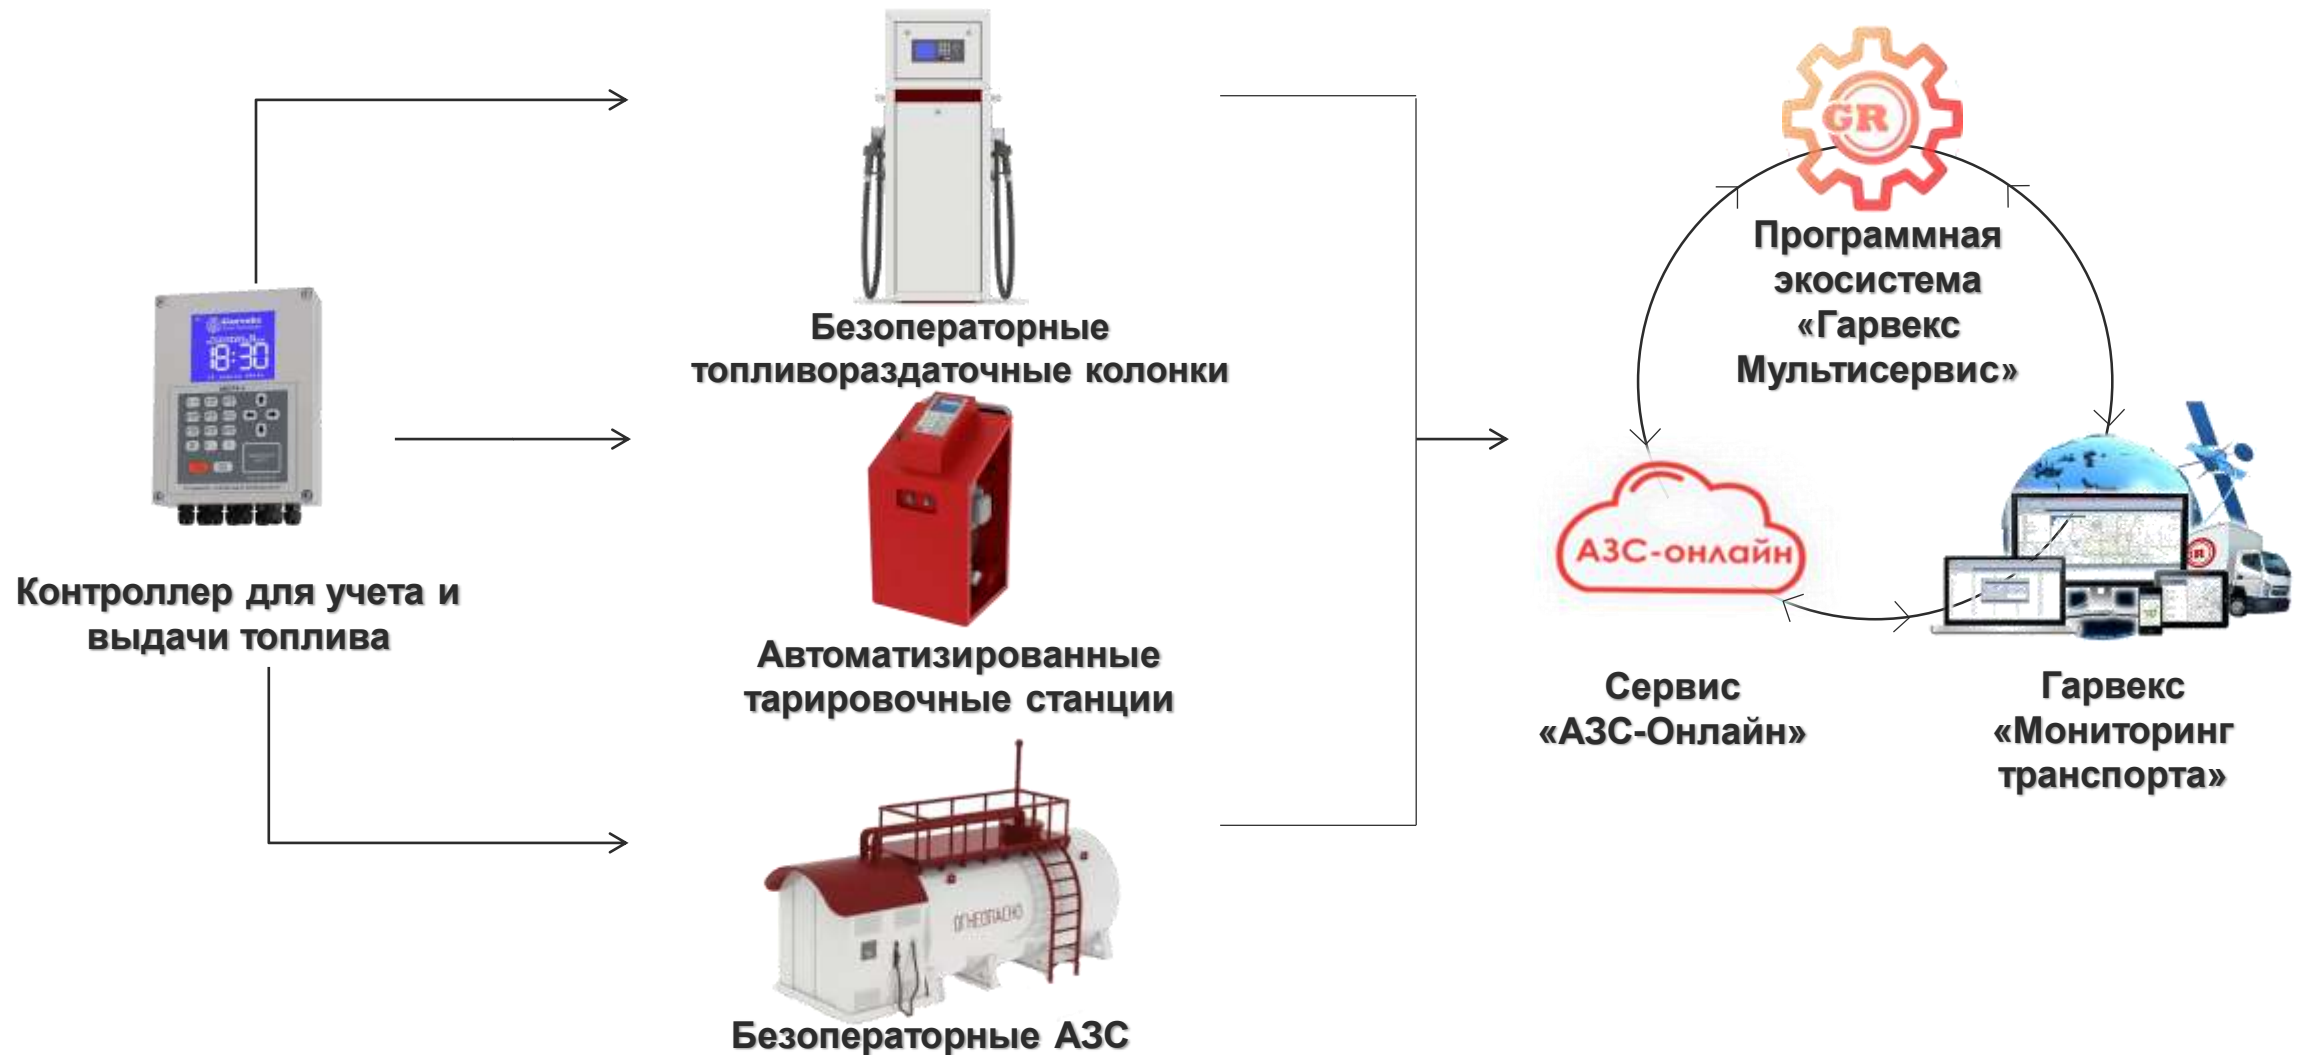 Контроллер для учета и
выдачи топлива
18:30
Безоператорные
топливораздаточные колонки
Автоматизированные
тарировочные станции
ОГНЕОПАСНО
Безоператорные АЗС
GR
Программная
экосистема
«Гарвекс
Мультисервис»
АЗС-онлайн
Сервис
«АЗС-Онлайн»
Гарвекс
«Мониторинг
транспорта»